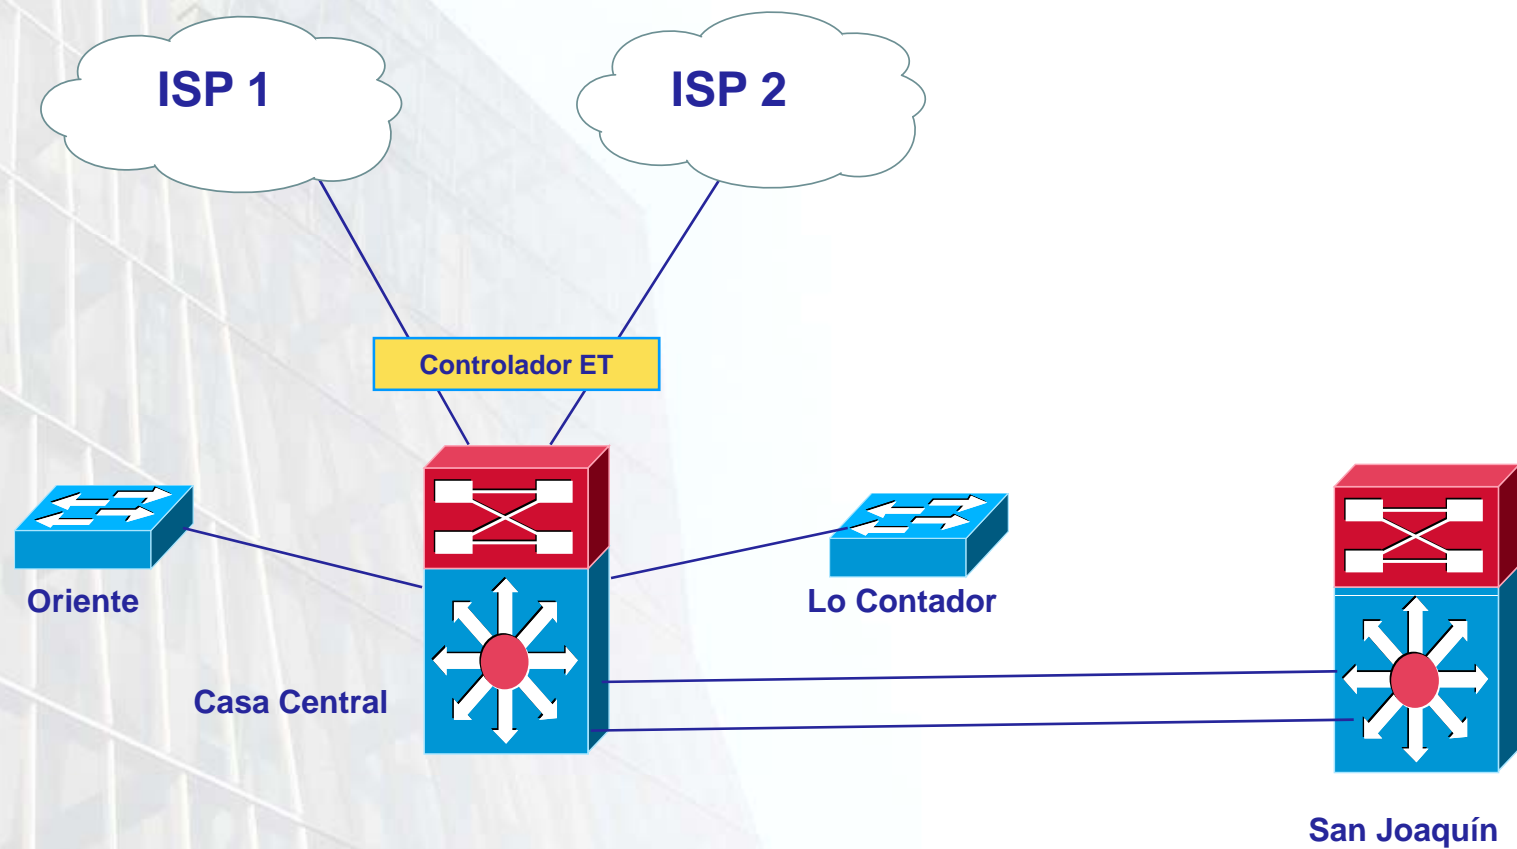 ISP 1
ISP 2
Controlador ET
Oriente
Lo Contador
Casa Central
San Joaquín